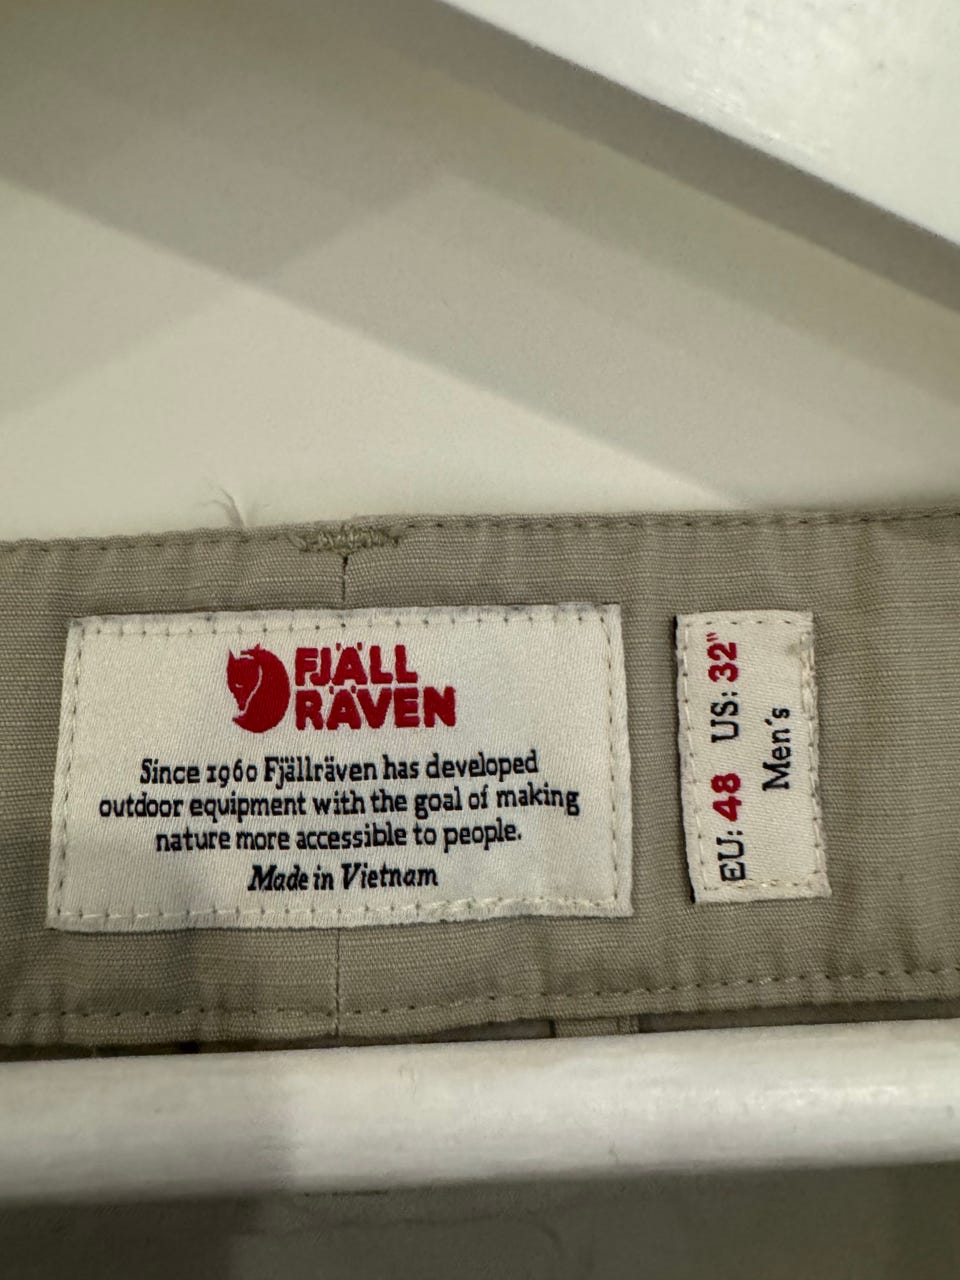 FJÄLL
RÄVEN
Since 1960 Fjällräven has developed
outdoor equipment with the goal of making
nature more accessible to people.
Made in Vietnam
EU: 48 US: 32"
Men´s